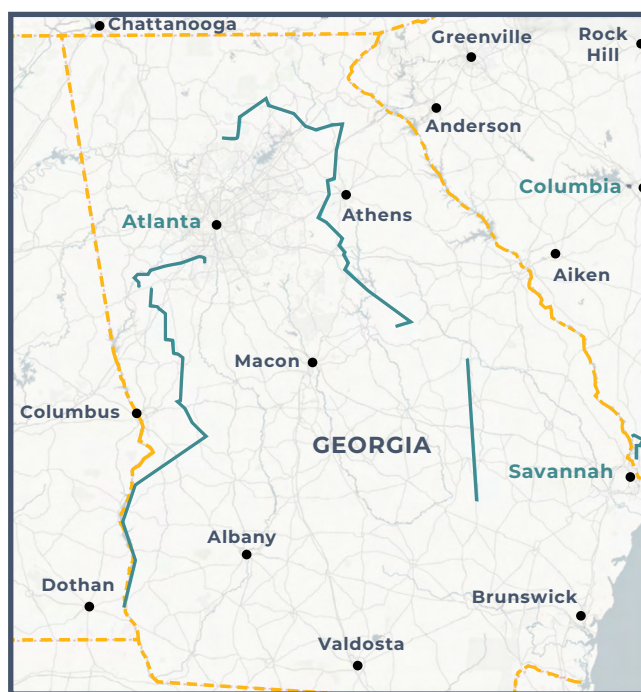 Chattanooga
Greenville
Rock
Hill
Anderson
Columbia
Athens
Atlanta
Aiken
Macon
Columbus
GEORGIA
Savannah
Albany
Dothan
Brunswick
Valdosta